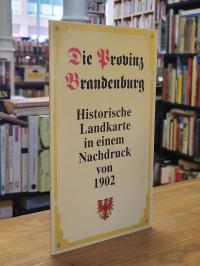 Die Provinz
Brandenburg
Historische
Landkarte
in einem
Nachdruck
von
1902